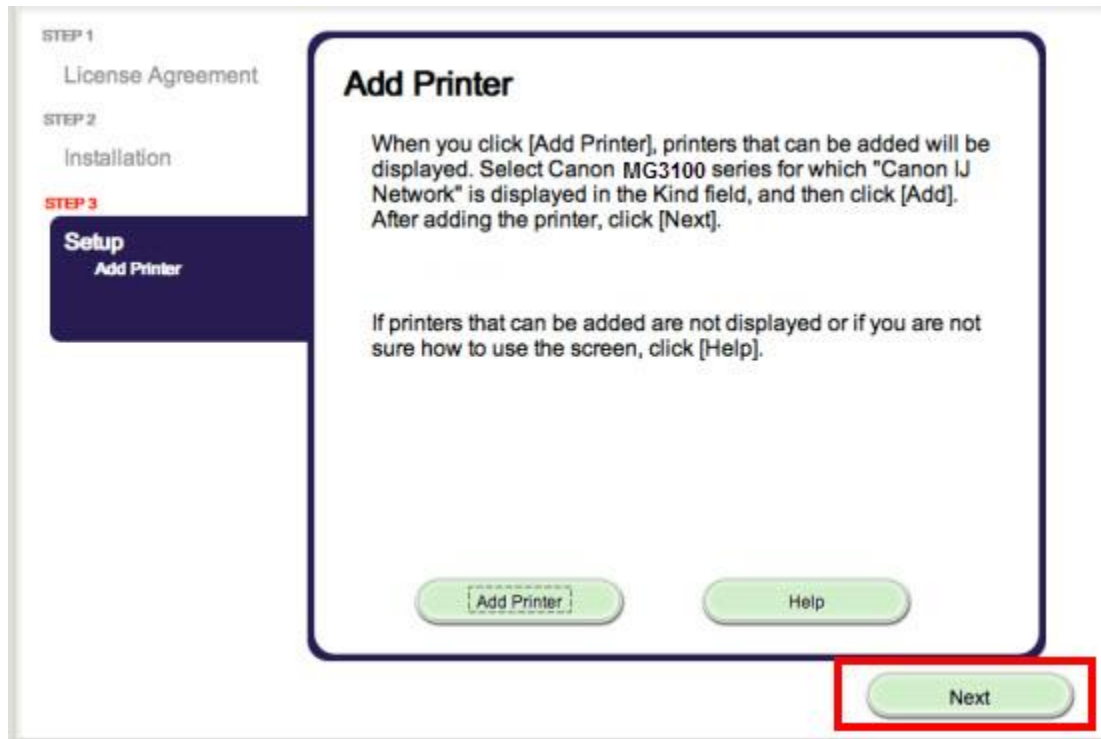 STEP 1
License Agreement
STEP 2
Installation
STEP 3
Setup
Add Printer
Add Printer
When you click [Add Printer], printers that can be added will be
displayed. Select Canon MG3100 series for which "Canon IJ
Network" is displayed in the Kind field, and then click [Add].
After adding the printer, click [Next].
If printers that can be added are not displayed or if you are not
sure how to use the screen, click [Help].
Add Printer
Help
Next